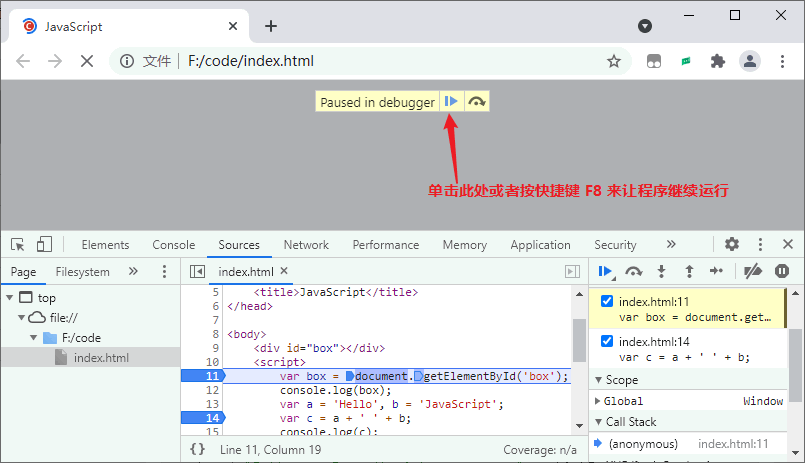 JavaScript
文件 F:/code/index.html
Paused in debugger
单击此处或者按快捷键 F8 来让程序继续运行
Elements Console Sources Network Performance Memory Application Security »
Page Filesystem » index.html
top
file://
F:/code
index.html
5 <title>JavaScript</title>
6 </head>
7
8 <body>
9 <div id="box"></div>
10 <script>
11 var box = document.getElementById('box');
12 console.log(box);
13 var a = 'Hello', b = 'JavaScript';
14 var c = a + ' ' + b;
15 console.log(c);
{} Line 11, Column 19 Coverage: n/a
index.html:11
var box = document.get…
index.html:14
var c = a + ' ' + b;
Scope
Global Window
Call Stack
(anonymous) index.html:11